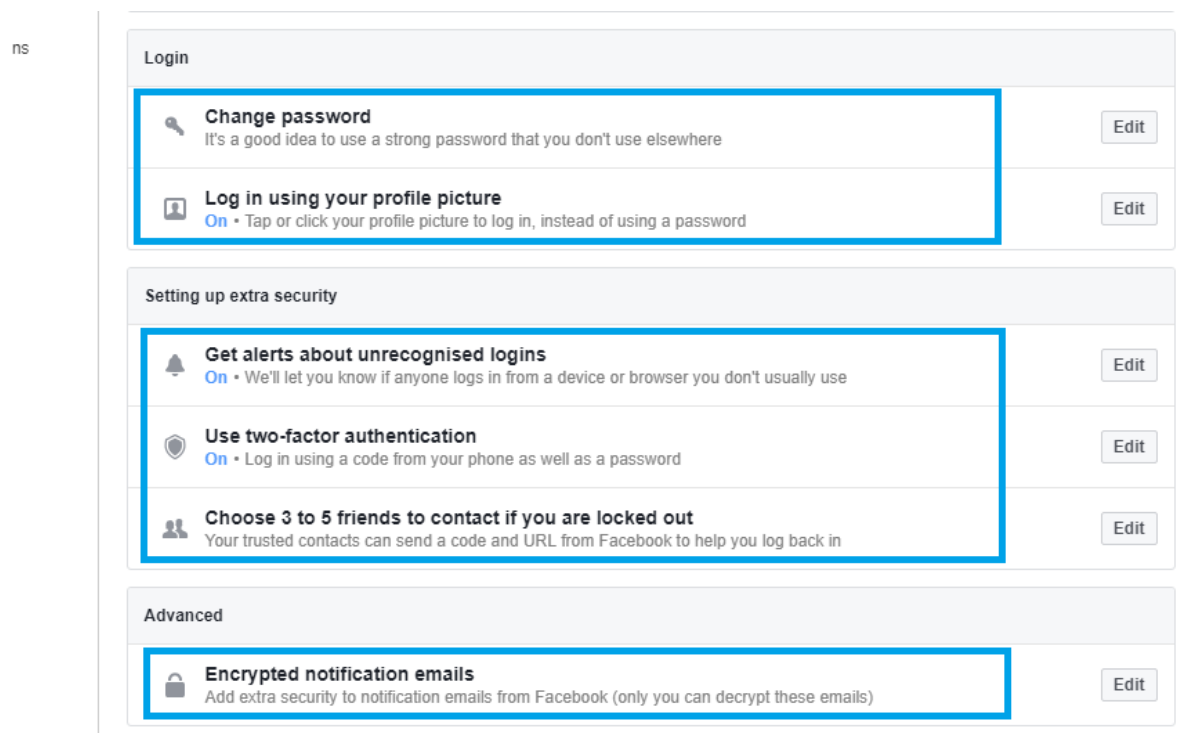 ns
Login
Change password
It's a good idea to use a strong password that you don't use elsewhere
Edit
Log in using your profile picture
On • Tap or click your profile picture to log in, instead of using a password
Edit
Setting up extra security
Get alerts about unrecognised logins
On • We'll let you know if anyone logs in from a device or browser you don't usually use
Edit
Use two-factor authentication
On • Log in using a code from your phone as well as a password
Edit
Choose 3 to 5 friends to contact if you are locked out
Your trusted contacts can send a code and URL from Facebook to help you log back in
Edit
Advanced
Encrypted notification emails
Add extra security to notification emails from Facebook (only you can decrypt these emails)
Edit